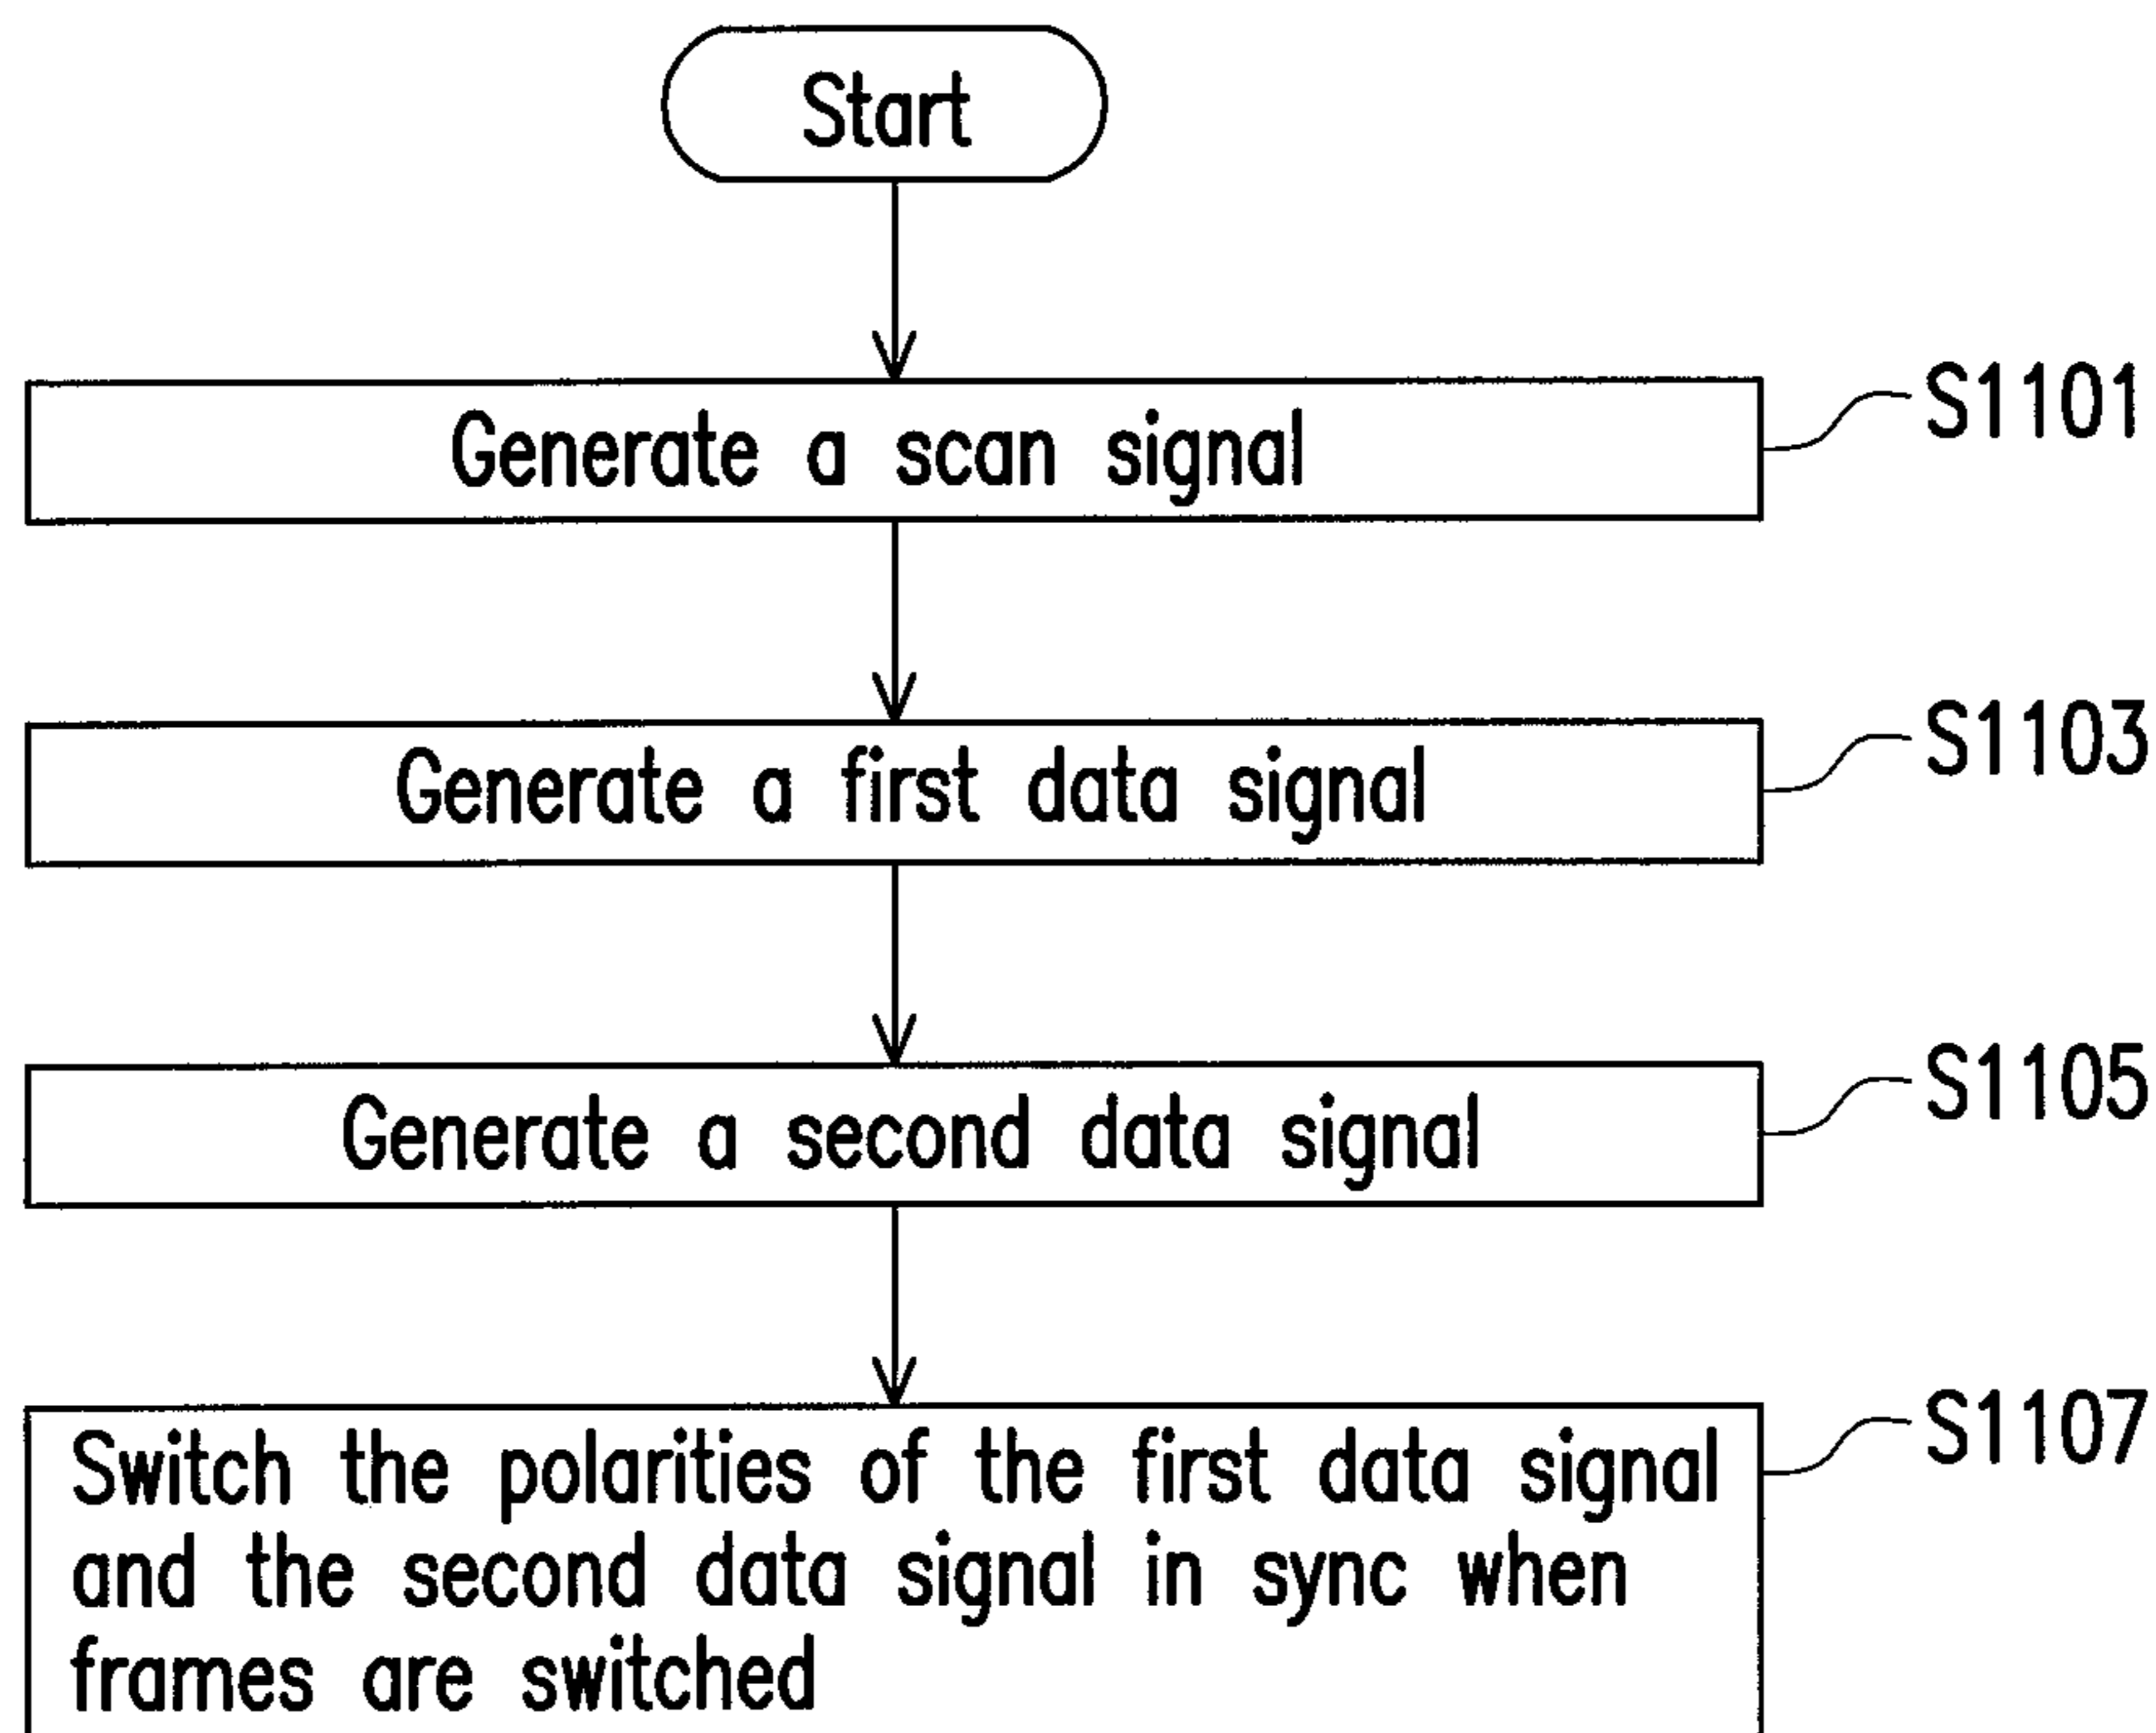 Start
Generate a scan signal
S1101
Generate a first data signal
S1103
Generate a second data signal
S1105
Switch the polarities of the first data signal
and the second data signal in sync when
frames are switched
S1107